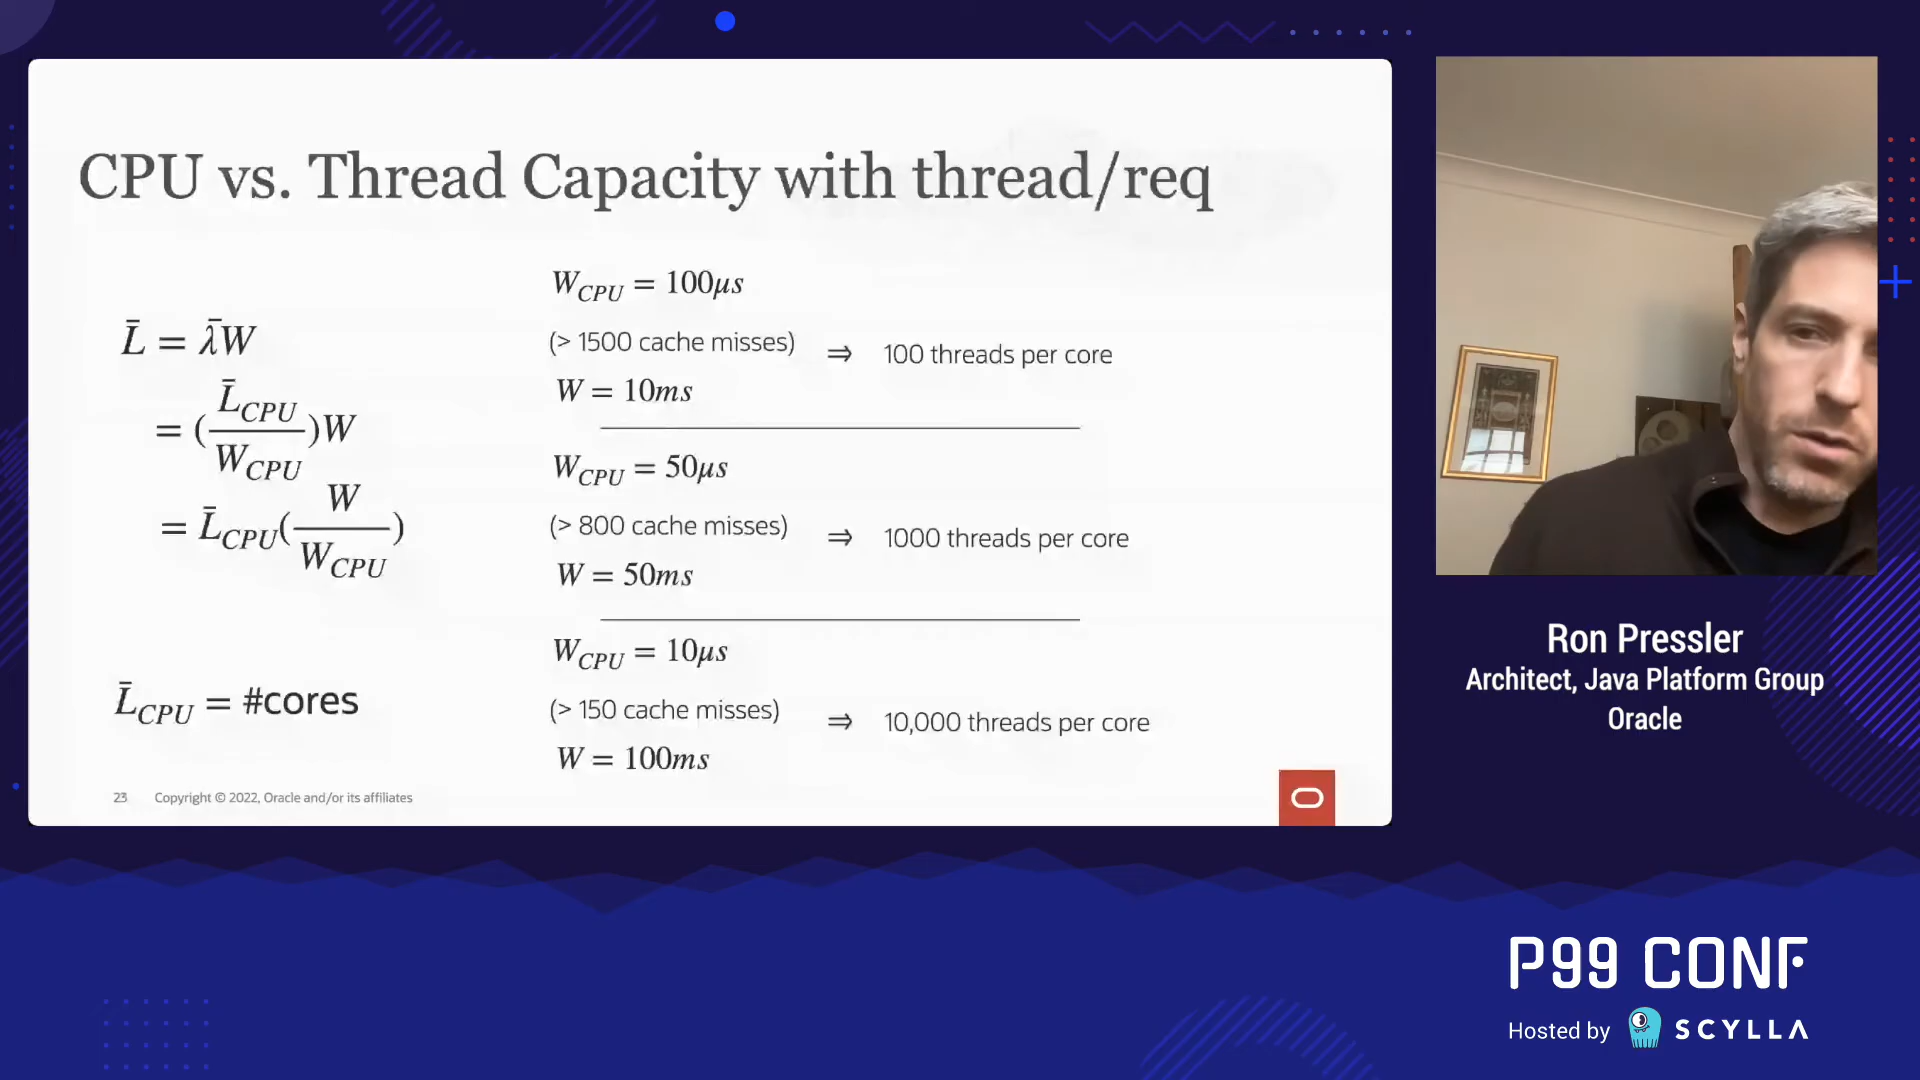 CPU vs. Thread Capacity with thread/req
L̄ = λ̄W
= (L̄_CPU / W_CPU)W
= L̄_CPU(W / W_CPU)
L̄_CPU = #cores
W_CPU = 100μs
(> 1500 cache misses) ⇒ 100 threads per core
W = 10ms
W_CPU = 50μs
(> 800 cache misses) ⇒ 1000 threads per core
W = 50ms
W_CPU = 10μs
(> 150 cache misses) ⇒ 10,000 threads per core
W = 100ms
23 Copyright © 2022, Oracle and/or its affiliates
Ron Pressler
Architect, Java Platform Group
Oracle
P99 CONF
Hosted by SCYLLA